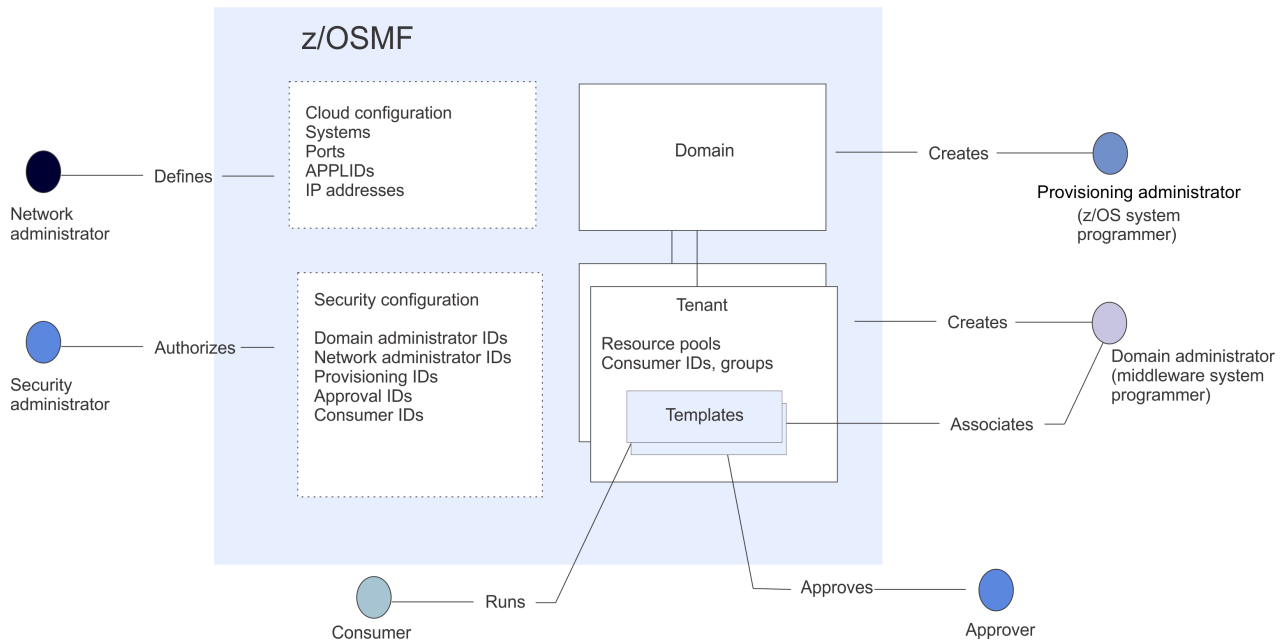 z/OSMF
Cloud configuration
Systems
Ports
APPLIDs
IP addresses
Domain
Creates
Provisioning administrator
(z/OS system
programmer)
Defines
Network
administrator
Security configuration
Domain administrator IDs
Network administrator IDs
Provisioning IDs
Approval IDs
Consumer IDs
Tenant
Resource pools
Consumer IDs, groups
Templates
Creates
Domain administrator
(middleware system
programmer)
Associates
Authorizes
Security
administrator
Runs
Consumer
Approves
Approver